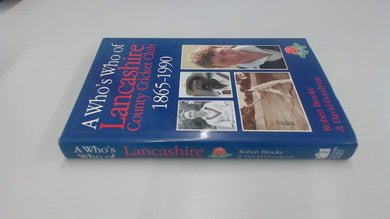 A Who's Who of
Lancashire
County Cricket Club
1865-1990
Robert Brooke
& David Goodyear
A Who's Who of Lancashire
Robert Brooke
& David Goodyear